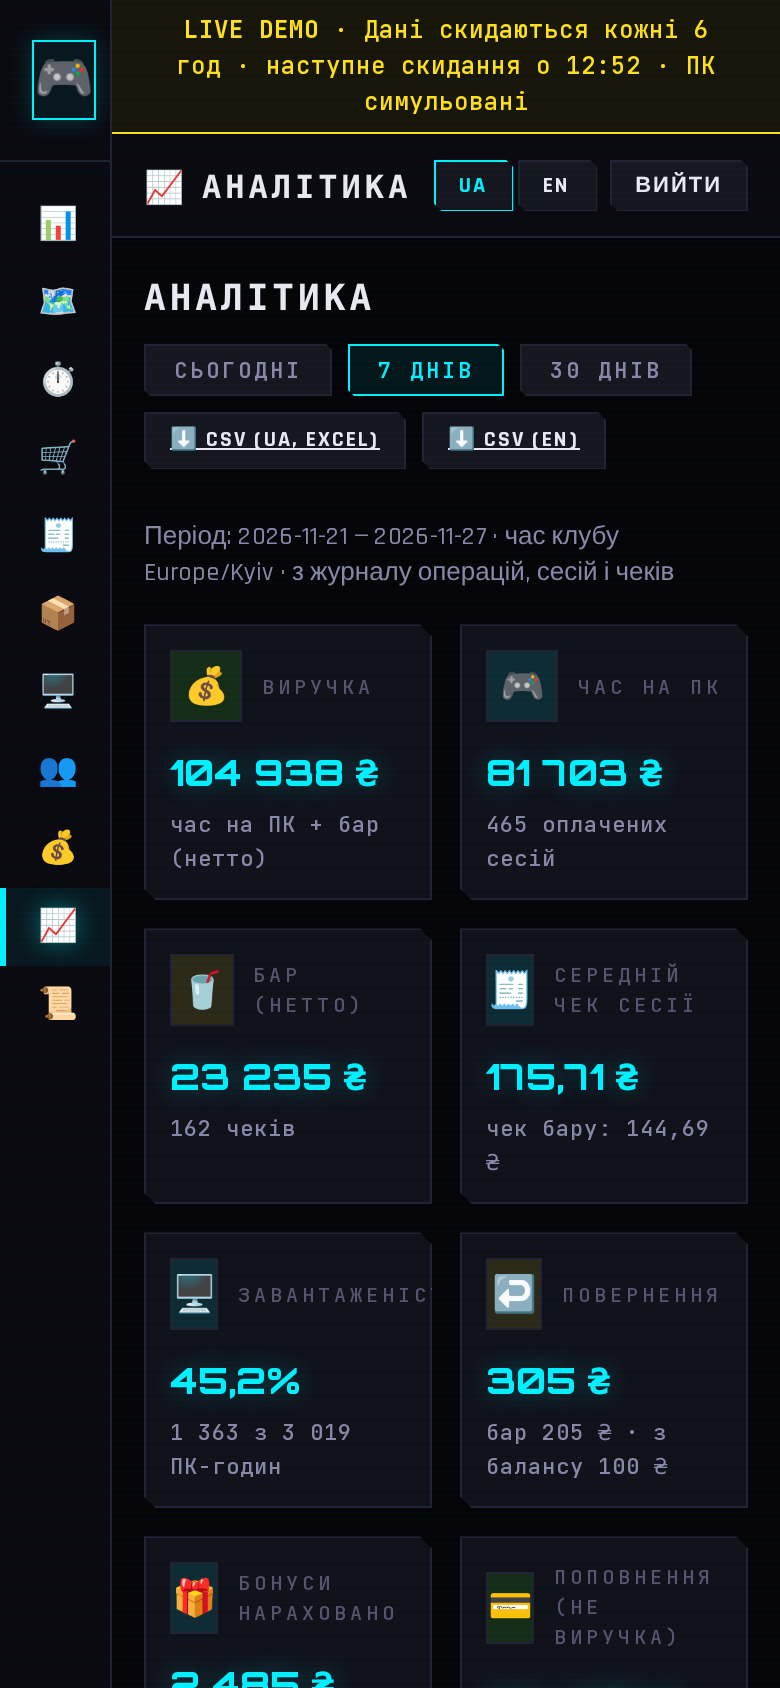 LIVE DEMO · Дані скидаються кожні 6
год · наступне скидання о 12:52 · ПК
симульовані
АНАЛІТИКА
UA
EN
ВИЙТИ
АНАЛІТИКА
СЬОГОДНІ
7 ДНІВ
30 ДНІВ
CSV (UA, EXCEL)
CSV (EN)
Період: 2026-11-21 — 2026-11-27 · час клубу
Europe/Kyiv · з журналу операцій, сесій і чеків
ВИРУЧКА
104 938 ₴
час на ПК + бар
(нетто)
ЧАС НА ПК
81 703 ₴
465 оплачених
сесій
БАР
(НЕТТО)
23 235 ₴
162 чеків
СЕРЕДНІЙ
ЧЕК СЕСІЇ
175,71 ₴
чек бару: 144,69
₴
ЗАВАНТАЖЕНІС
45,2%
1 363 з 3 019
ПК-годин
ПОВЕРНЕННЯ
305 ₴
бар 205 ₴ · з
балансу 100 ₴
БОНУСИ
НАРАХОВАНО
2 485 ₴
ПОПОВНЕННЯ
(НЕ
ВИРУЧКА)